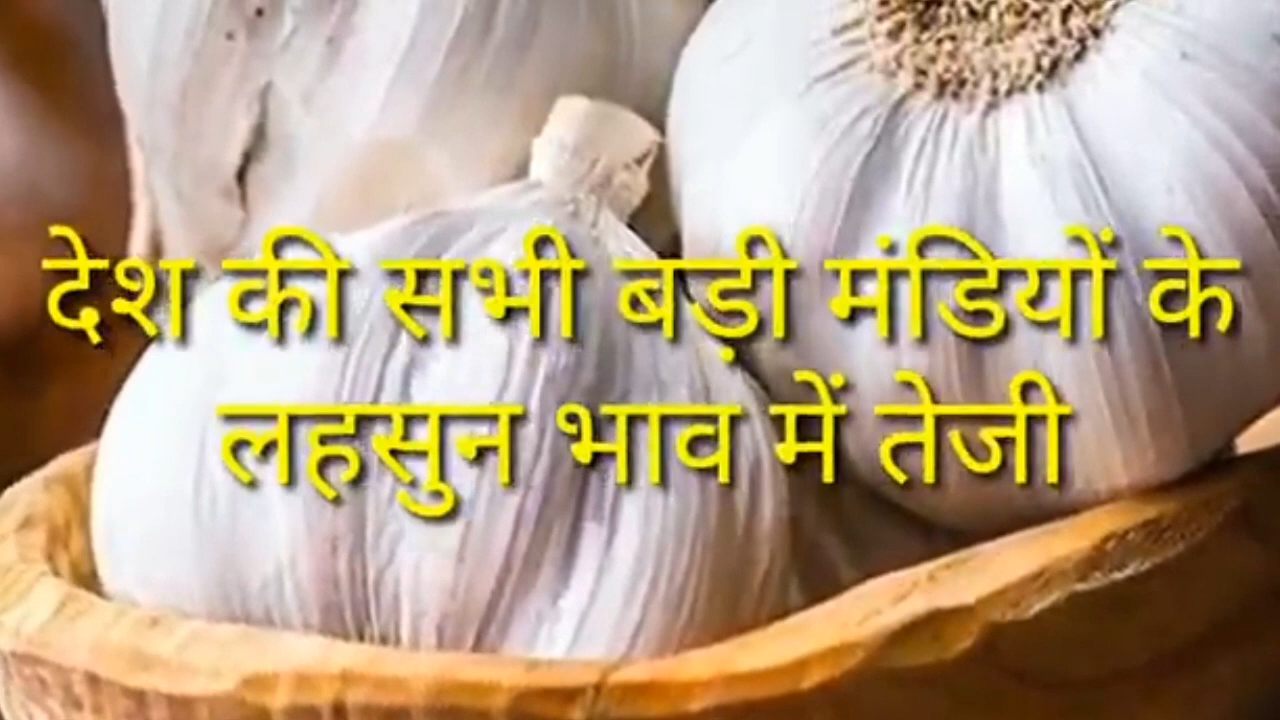 देश की सभी बड़ी मंडियों के
लहसुन भाव में तेजी